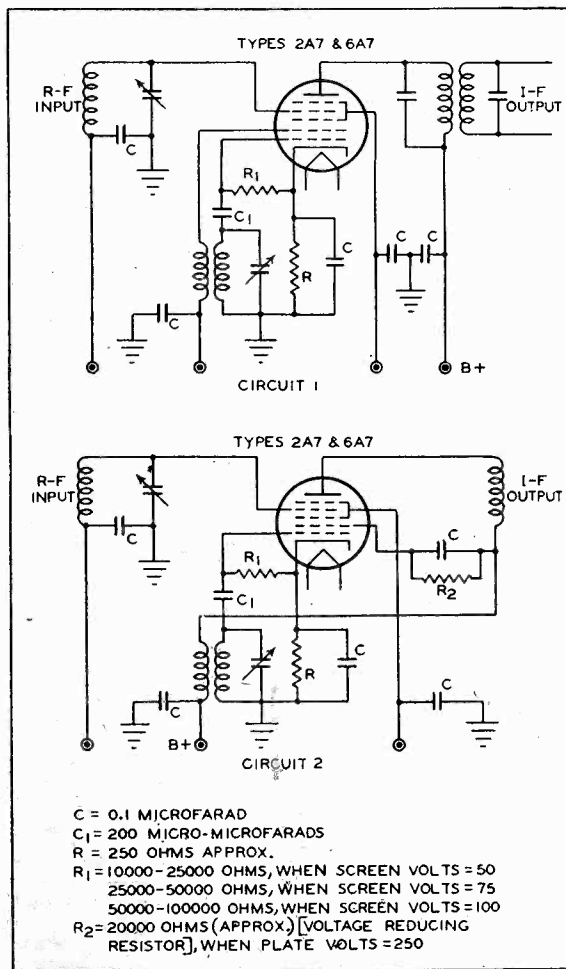 TYPES 2A7 & 6A7
R-F
INPUT
I-F
OUTPUT
C
R1
C1
C
R
C
C
C
B+
CIRCUIT 1
TYPES 2A7 & 6A7
R-F
INPUT
I-F
OUTPUT
C
R1
C
R2
C1
R
C
C
C
B+
CIRCUIT 2
C = 0.1 MICROFARAD
C1 = 200 MICRO-MICROFARADS
R = 250 OHMS APPROX.
R1 = 10000-25000 OHMS, WHEN SCREEN VOLTS = 50
25000-50000 OHMS, WHEN SCREEN VOLTS = 75
50000-100000 OHMS, WHEN SCREEN VOLTS = 100
R2 = 20000 OHMS (APPROX.) [VOLTAGE REDUCING
RESISTOR], WHEN PLATE VOLTS = 250